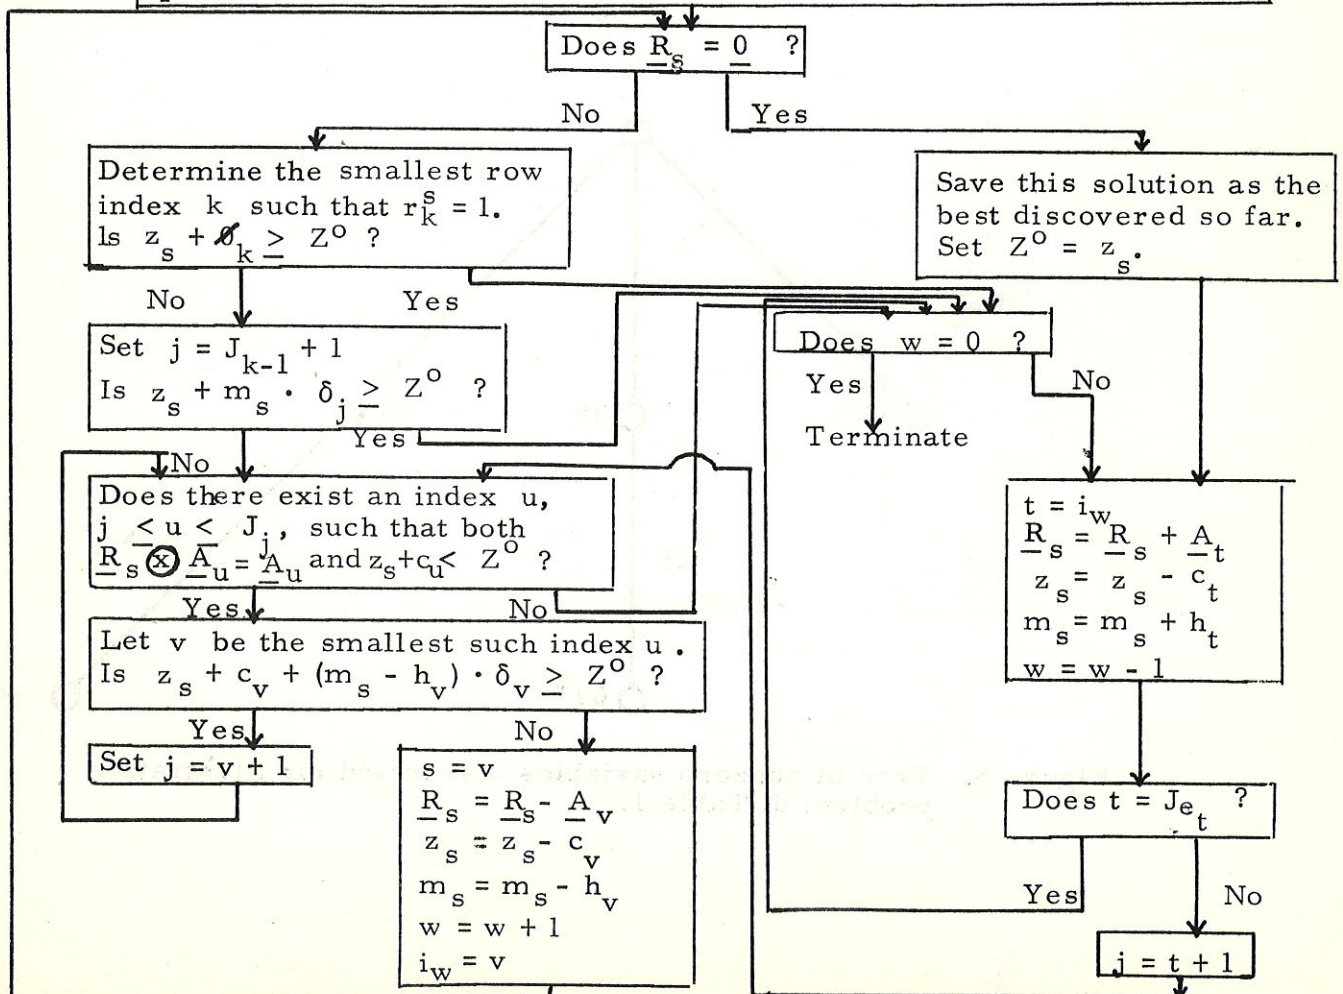 Does R_s = 0 ?
No
Yes
Determine the smallest row
index k such that r_k^s = 1.
Is z_s + θ_k ≥ Z^o ?
Save this solution as the
best discovered so far.
Set Z^o = z_s.
No
Yes
Set j = J_{k-1} + 1
Is z_s + m_s · δ_j ≥ Z^o ?
Yes
Does w = 0 ?
Yes
No
Terminate
No
Does there exist an index u,
j ≤ u ≤ J_j, such that both
R_s ⓧ A_u = A_u and z_s + c_u < Z^o ?
Yes
No
t = i_w
R_s = R_s + A_t
z_s = z_s - c_t
m_s = m_s + h_t
w = w - 1
Let v be the smallest such index u.
Is z_s + c_v + (m_s - h_v) · δ_v ≥ Z^o ?
Yes
No
Set j = v + 1
s = v
R_s = R_s - A_v
z_s = z_s - c_v
m_s = m_s - h_v
w = w + 1
i_w = v
Does t = J_{e_t} ?
Yes
No
j = t + 1